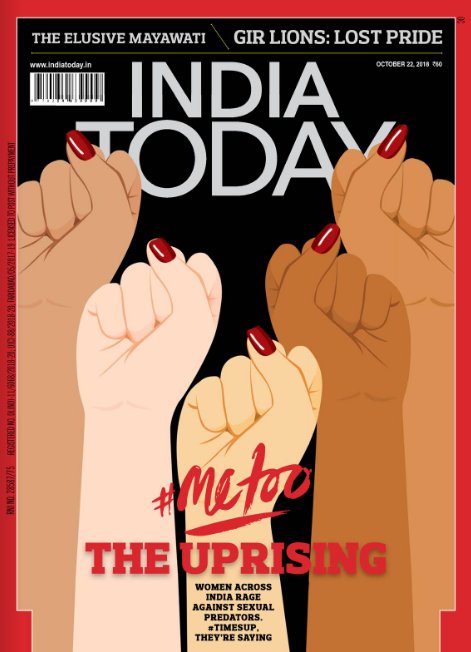 THE ELUSIVE MAYAWATI
GIR LIONS: LOST PRIDE
www.indiatoday.in
OCTOBER 22, 2018 ₹60
INDIA
TODAY
#metoo
THE UPRISING
WOMEN ACROSS
INDIA RAGE
AGAINST SEXUAL
PREDATORS.
#TIMESUP,
THEY'RE SAYING